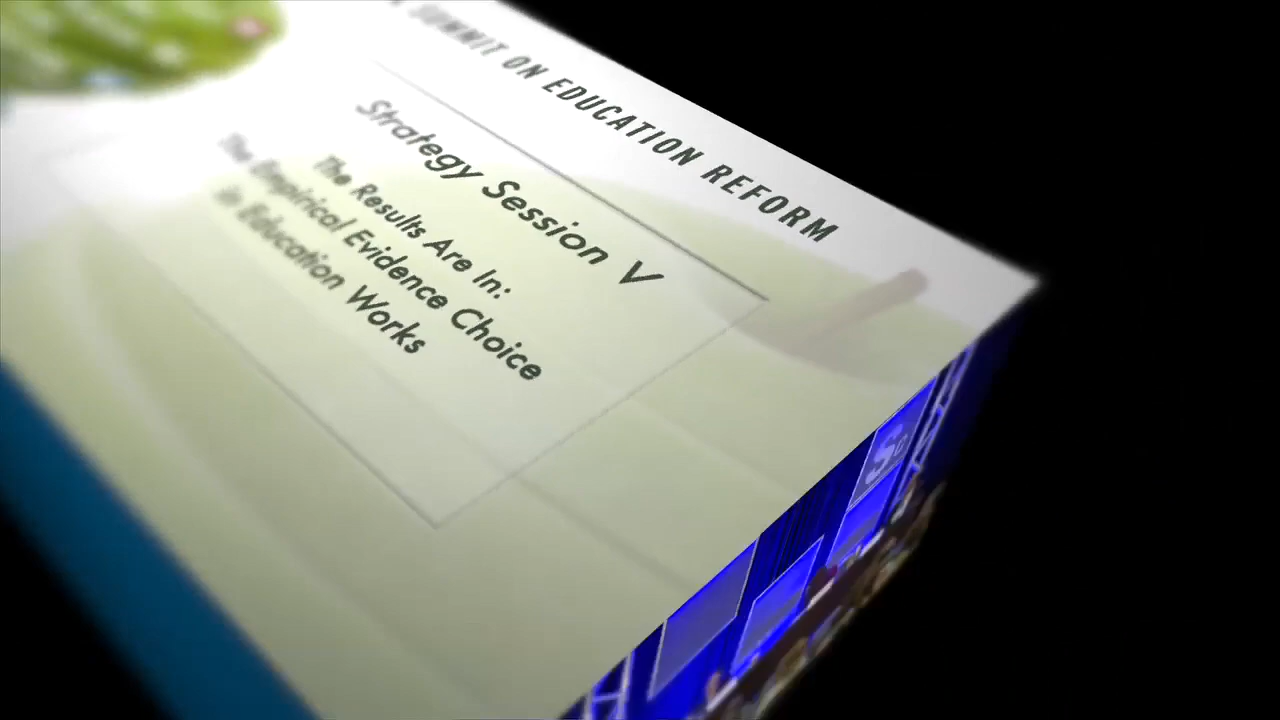 SUMMIT ON EDUCATION REFORM
Strategy Session V
The Results Are In:
The Empirical Evidence Choice
in Education Works